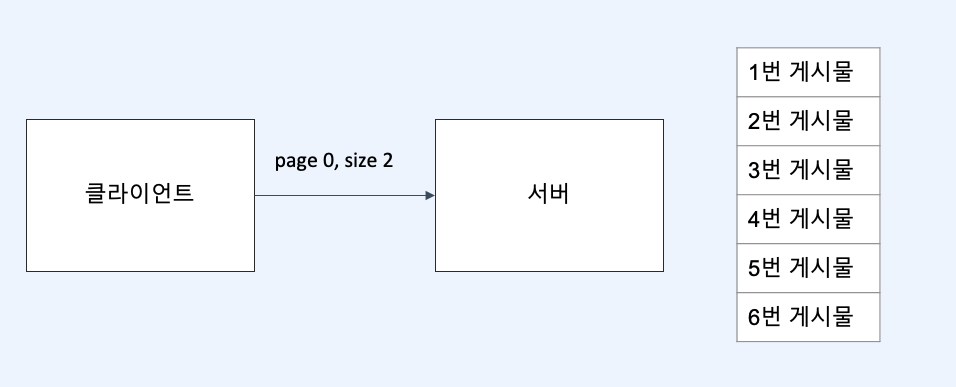 클라이언트
page 0, size 2
서버
1번 게시물
2번 게시물
3번 게시물
4번 게시물
5번 게시물
6번 게시물